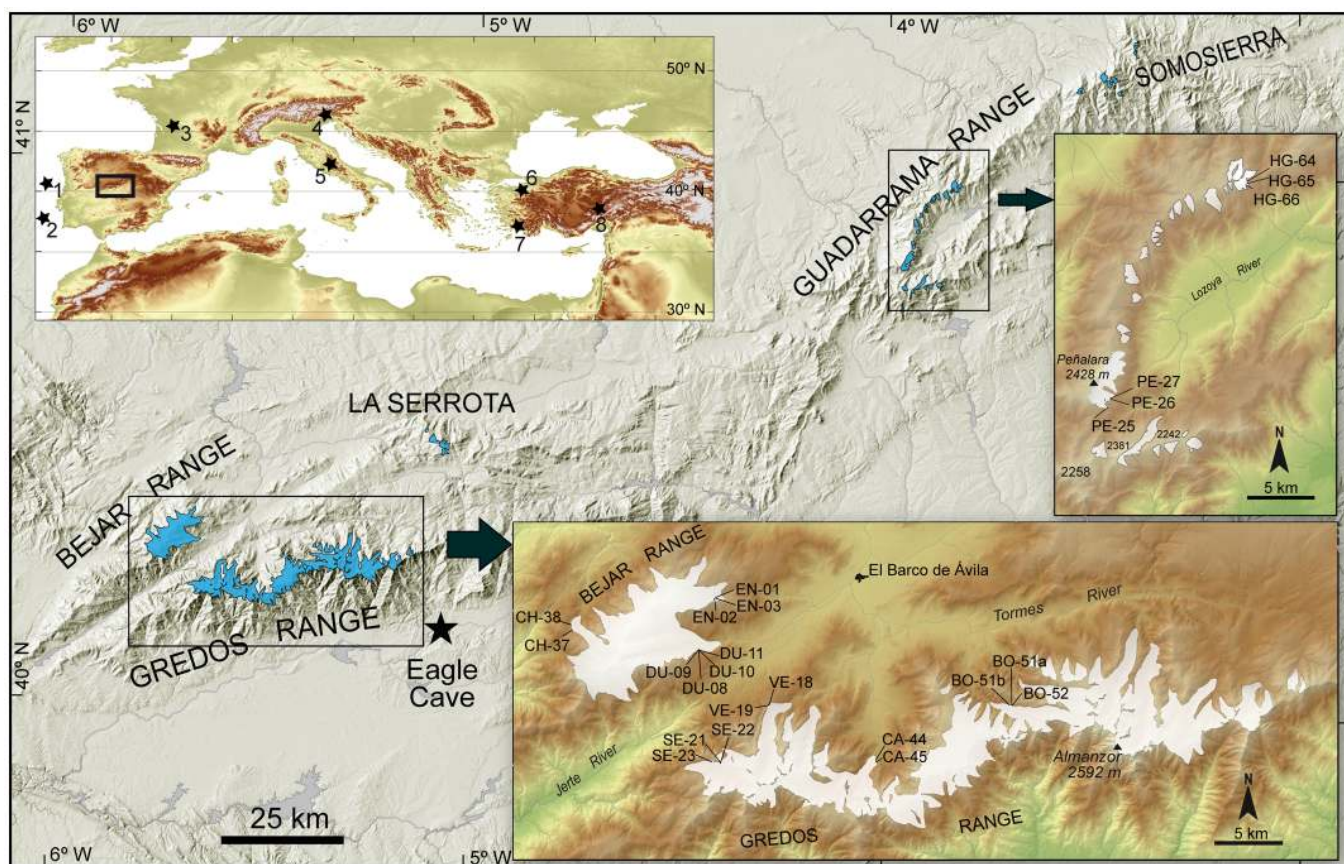 6º W
5º W
4º W
50º N
41º N
40º N
30º N
1
2
3
4
5
6
7
8
GUADARRAMA RANGE
SOMOSIERRA
HG-64
HG-65
HG-66
Lozoya River
Peñalara
2428 m
PE-27
PE-26
PE-25
2381
2242
2258
N
5 km
LA SERROTA
BEJAR RANGE
GREDOS RANGE
Eagle
Cave
40º N
25 km
6º W
5º W
BEJAR RANGE
El Barco de Ávila
EN-01
EN-03
EN-02
CH-38
CH-37
Tormes River
DU-11
DU-09
DU-10
DU-08
BO-51a
BO-51b
BO-52
VE-18
VE-19
SE-22
SE-21
SE-23
CA-44
CA-45
Jerte River
Almanzor
2592 m
GREDOS RANGE
N
5 km